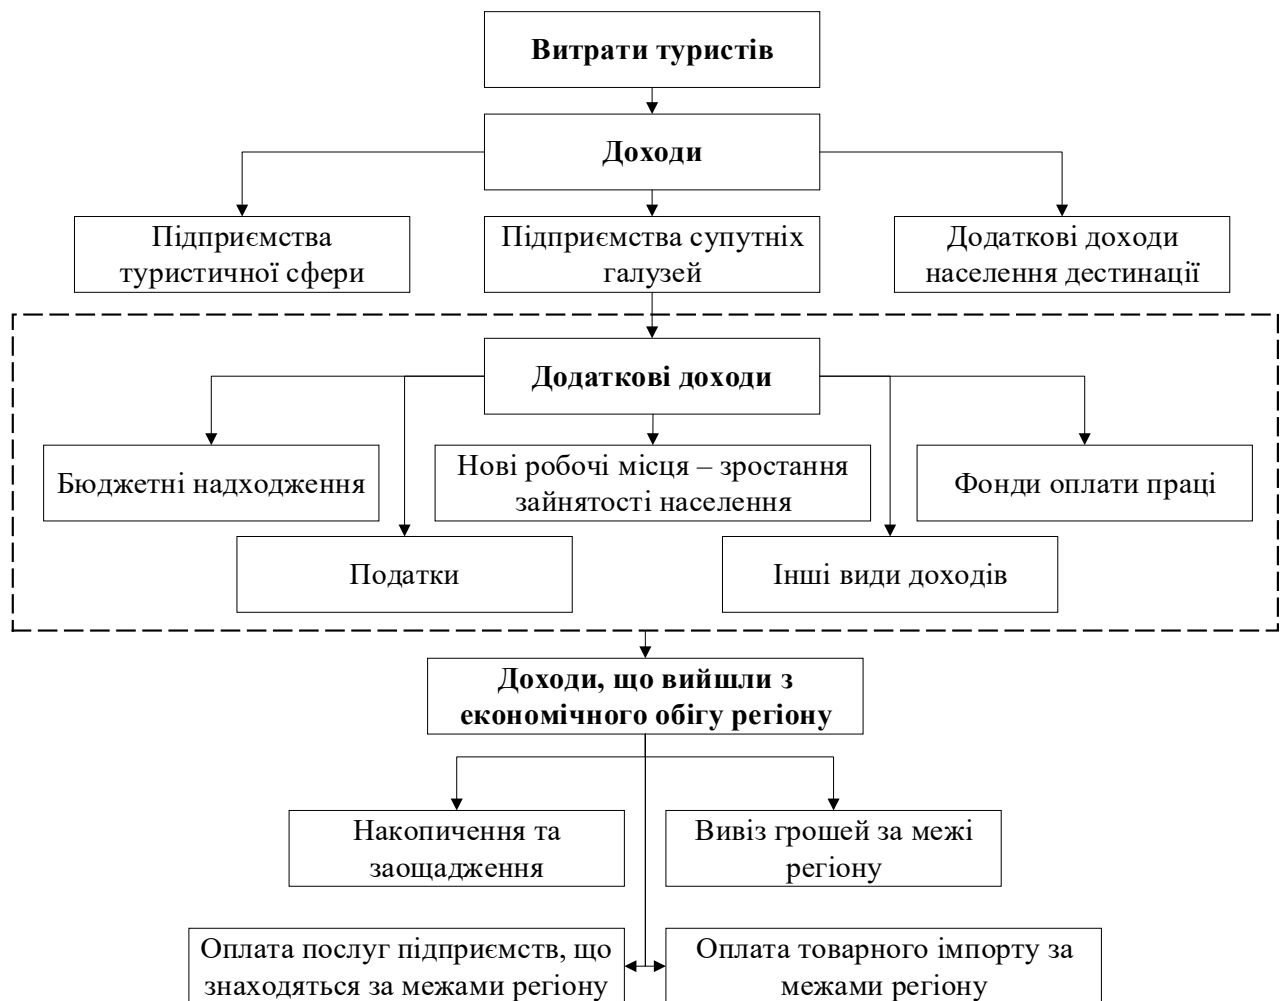 Витрати туристів
Доходи
Підприємства
туристичної сфери
Підприємства супутніх
галузей
Додаткові доходи
населення дестинації
Додаткові доходи
Бюджетні надходження
Нові робочі місця – зростання
зайнятості населення
Фонди оплати праці
Податки
Інші види доходів
Доходи, що вийшли з
економічного обігу регіону
Накопичення та
заощадження
Вивіз грошей за межі
регіону
Оплата послуг підприємств, що
знаходяться за межами регіону
Оплата товарного імпорту за
межами регіону